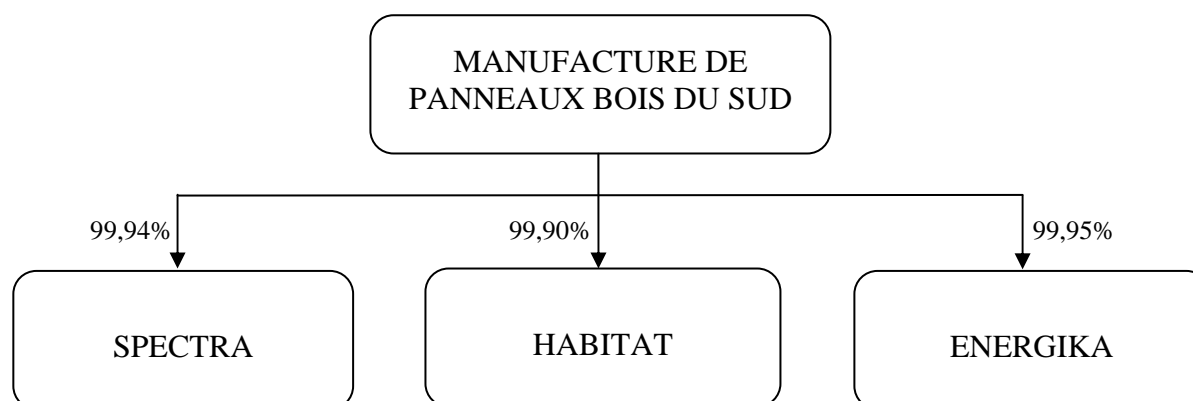 MANUFACTURE DE
PANNEAUX BOIS DU SUD
99,94%
99,90%
99,95%
SPECTRA
HABITAT
ENERGIKA